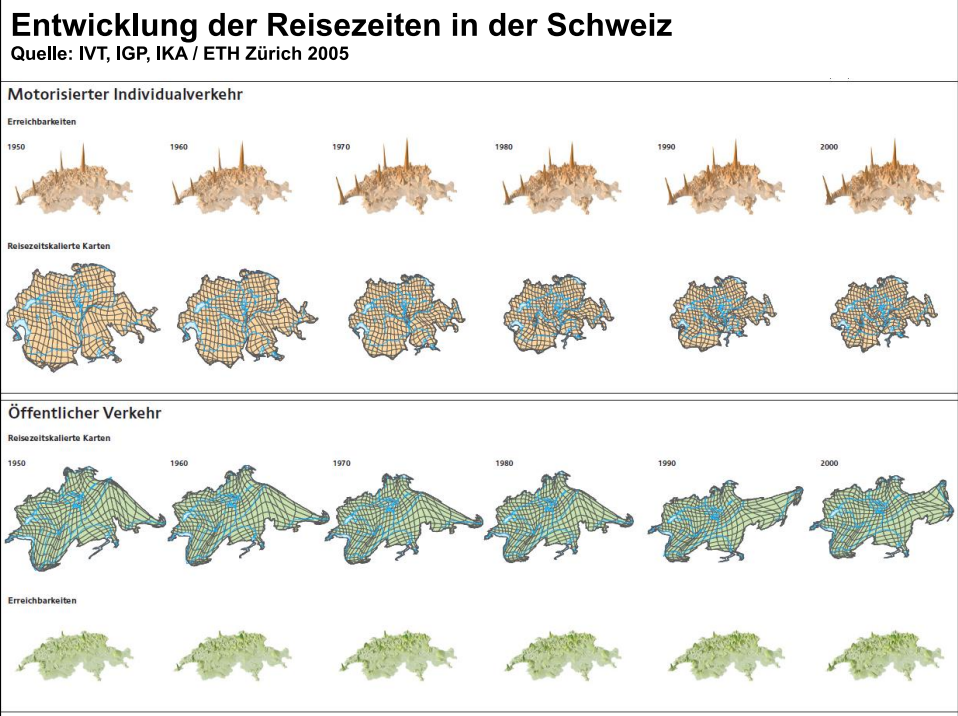 Entwicklung der Reisezeiten in der Schweiz
Quelle: IVT, IGP, IKA / ETH Zürich 2005
Motorisierter Individualverkehr
Erreichbarkeiten
1950 1960 1970 1980 1990 2000
Reisezeitskalierte Karten
Öffentlicher Verkehr
Reisezeitskalierte Karten
1950 1960 1970 1980 1990 2000
Erreichbarkeiten